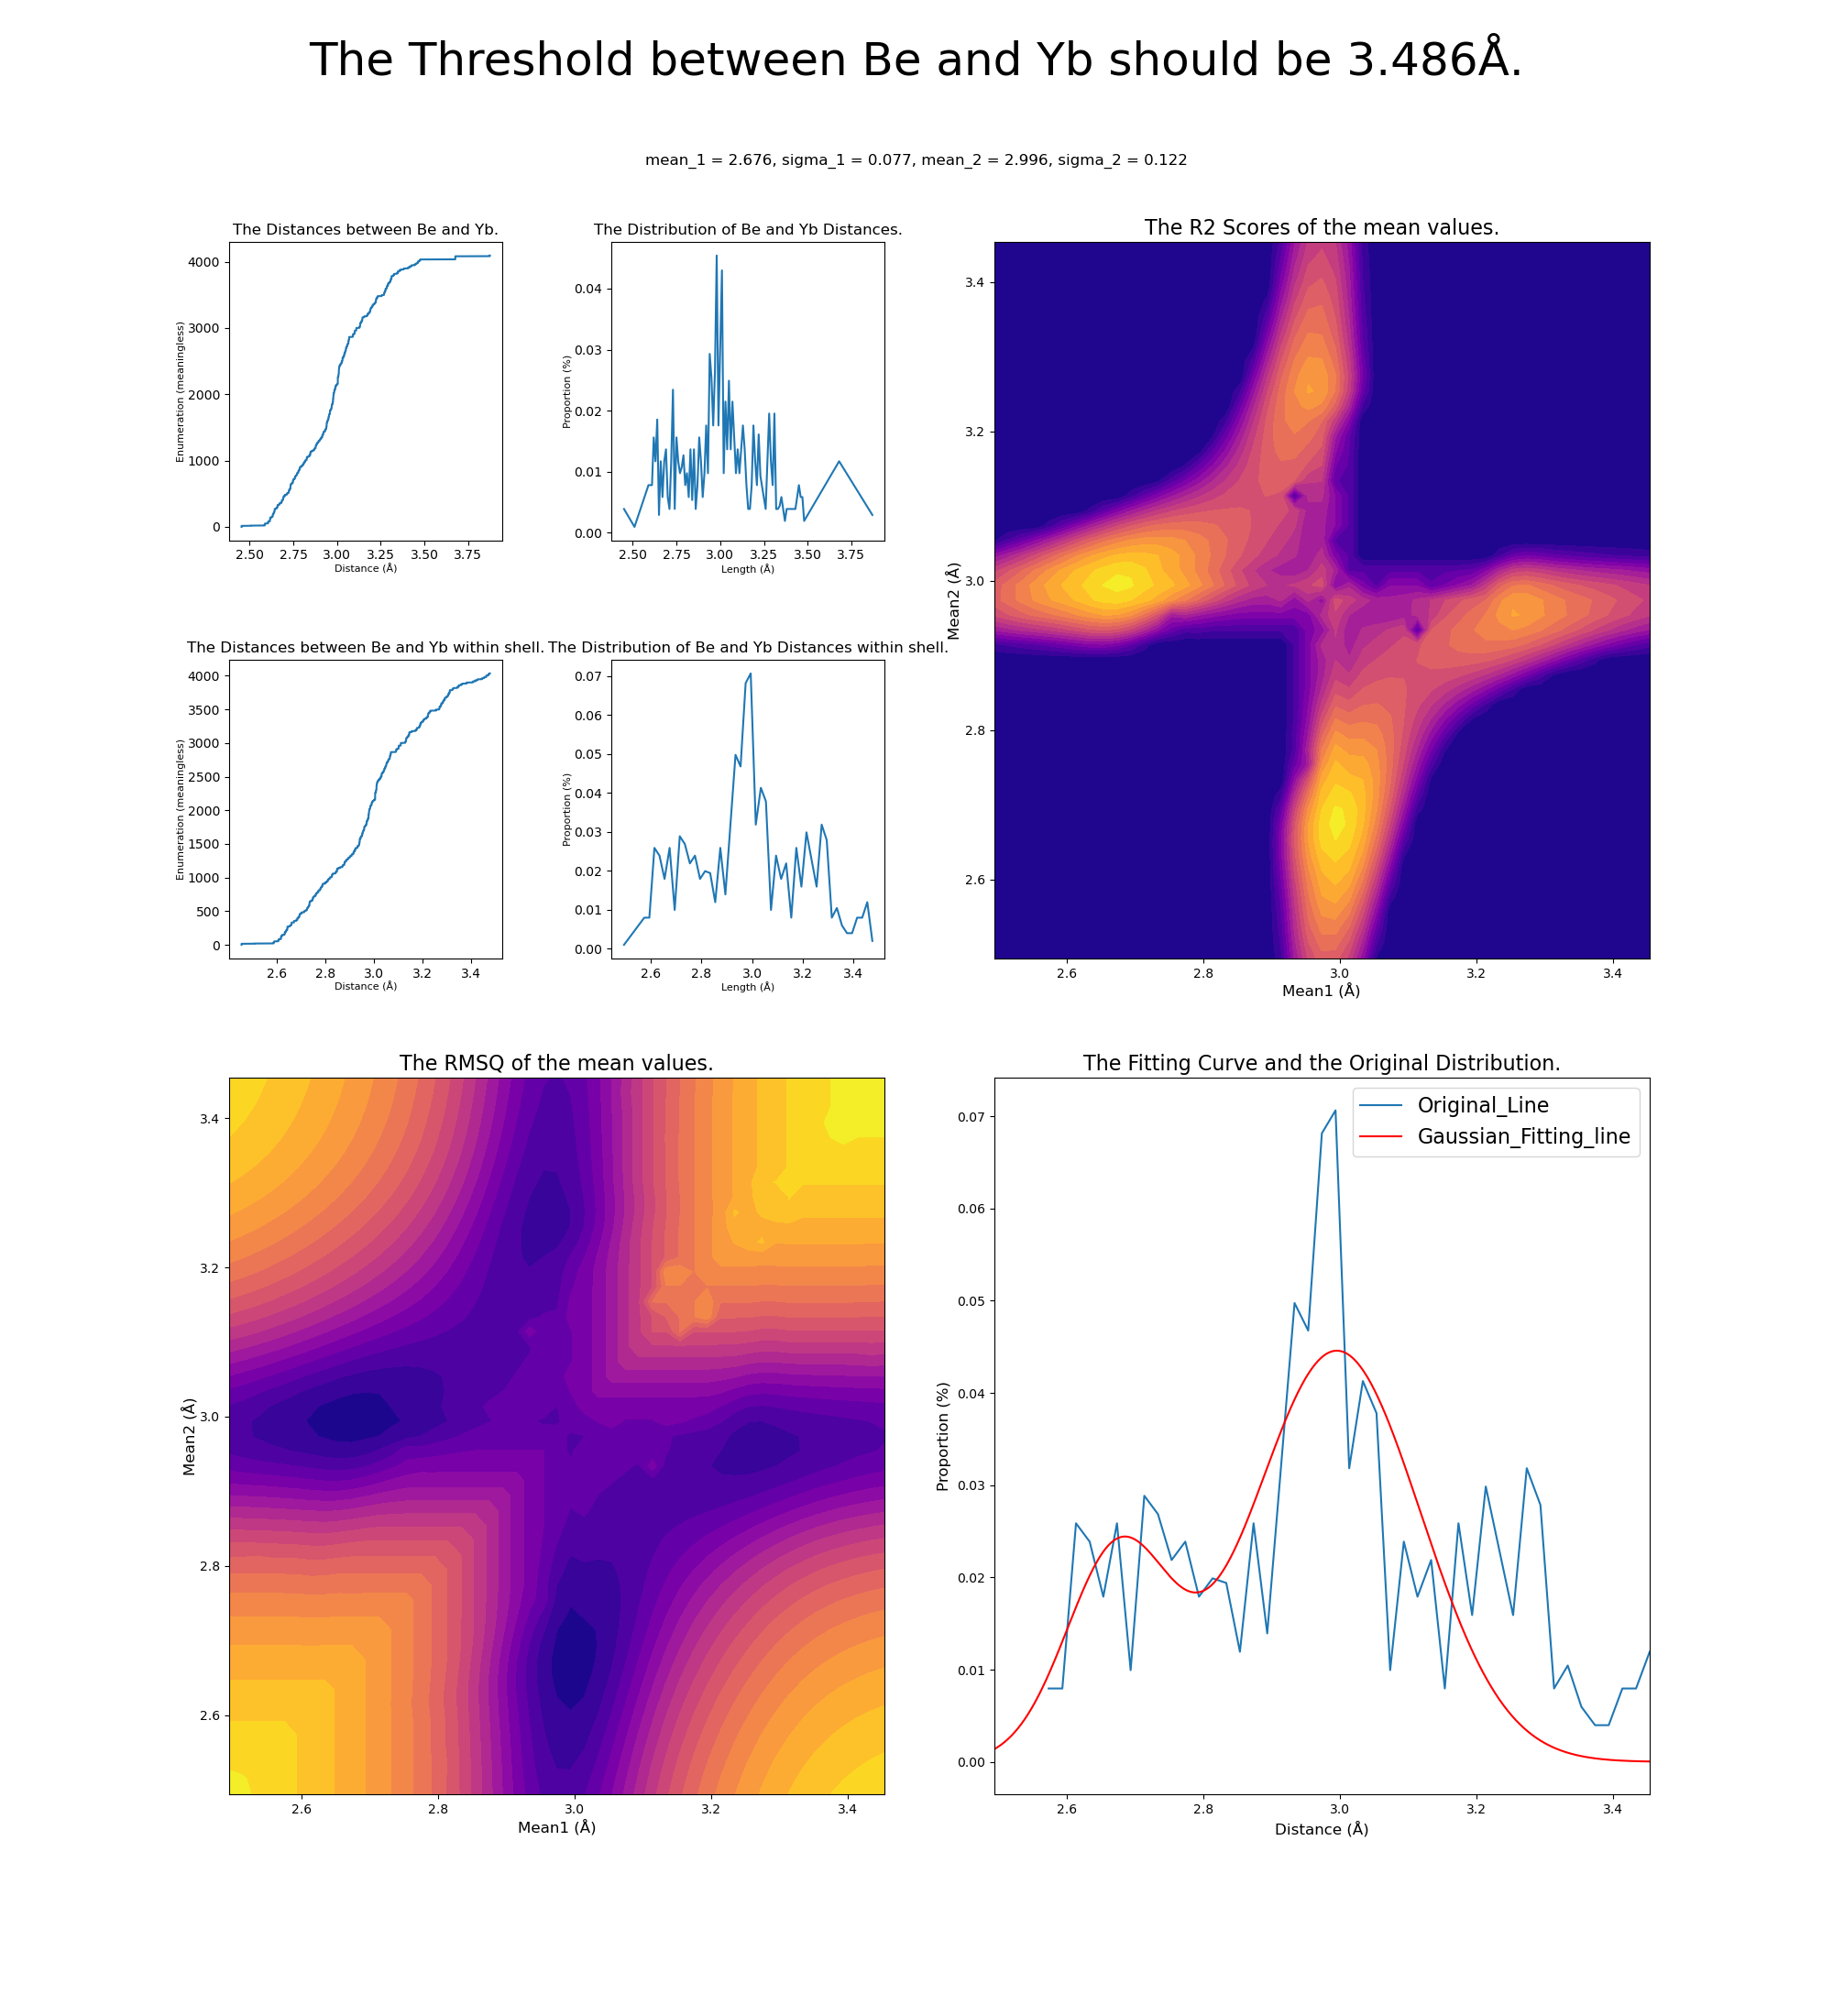 The Threshold between Be and Yb should be 3.486Å.
mean_1 = 2.676, sigma_1 = 0.077, mean_2 = 2.996, sigma_2 = 0.122
The Distances between Be and Yb.
Enumeration (meaningless)
4000
3000
2000
1000
0
2.50 2.75 3.00 3.25 3.50 3.75
Distance (Å)
The Distribution of Be and Yb Distances.
Proportion (%)
0.04
0.03
0.02
0.01
0.00
2.50 2.75 3.00 3.25 3.50 3.75
Length (Å)
The R2 Scores of the mean values.
Mean2 (Å)
3.4
3.2
3.0
2.8
2.6
2.6 2.8 3.0 3.2 3.4
Mean1 (Å)
The Distances between Be and Yb within shell.
Enumeration (meaningless)
4000
3500
3000
2500
2000
1500
1000
500
0
2.6 2.8 3.0 3.2 3.4
Distance (Å)
The Distribution of Be and Yb Distances within shell.
Proportion (%)
0.07
0.06
0.05
0.04
0.03
0.02
0.01
0.00
2.6 2.8 3.0 3.2 3.4
Length (Å)
The RMSQ of the mean values.
Mean2 (Å)
3.4
3.2
3.0
2.8
2.6
2.6 2.8 3.0 3.2 3.4
Mean1 (Å)
The Fitting Curve and the Original Distribution.
Original_Line
Gaussian_Fitting_line
Proportion (%)
0.07
0.06
0.05
0.04
0.03
0.02
0.01
0.00
2.6 2.8 3.0 3.2 3.4
Distance (Å)